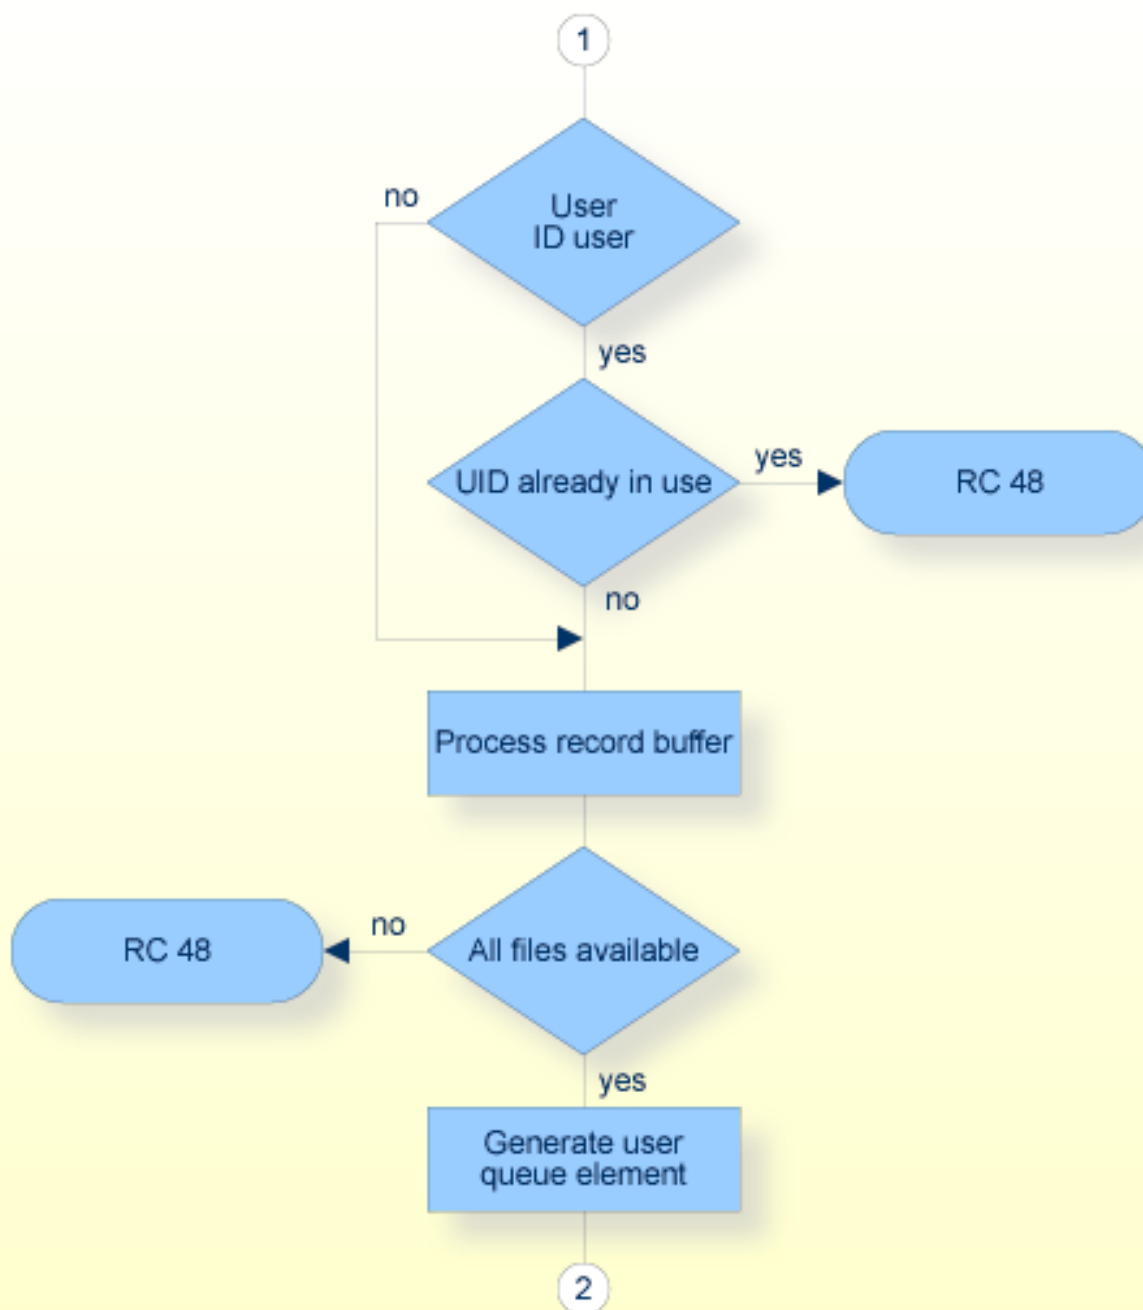 1
no
User
ID user
yes
UID already in use
yes
RC 48
no
Process record buffer
RC 48
no
All files available
yes
Generate user
queue element
2